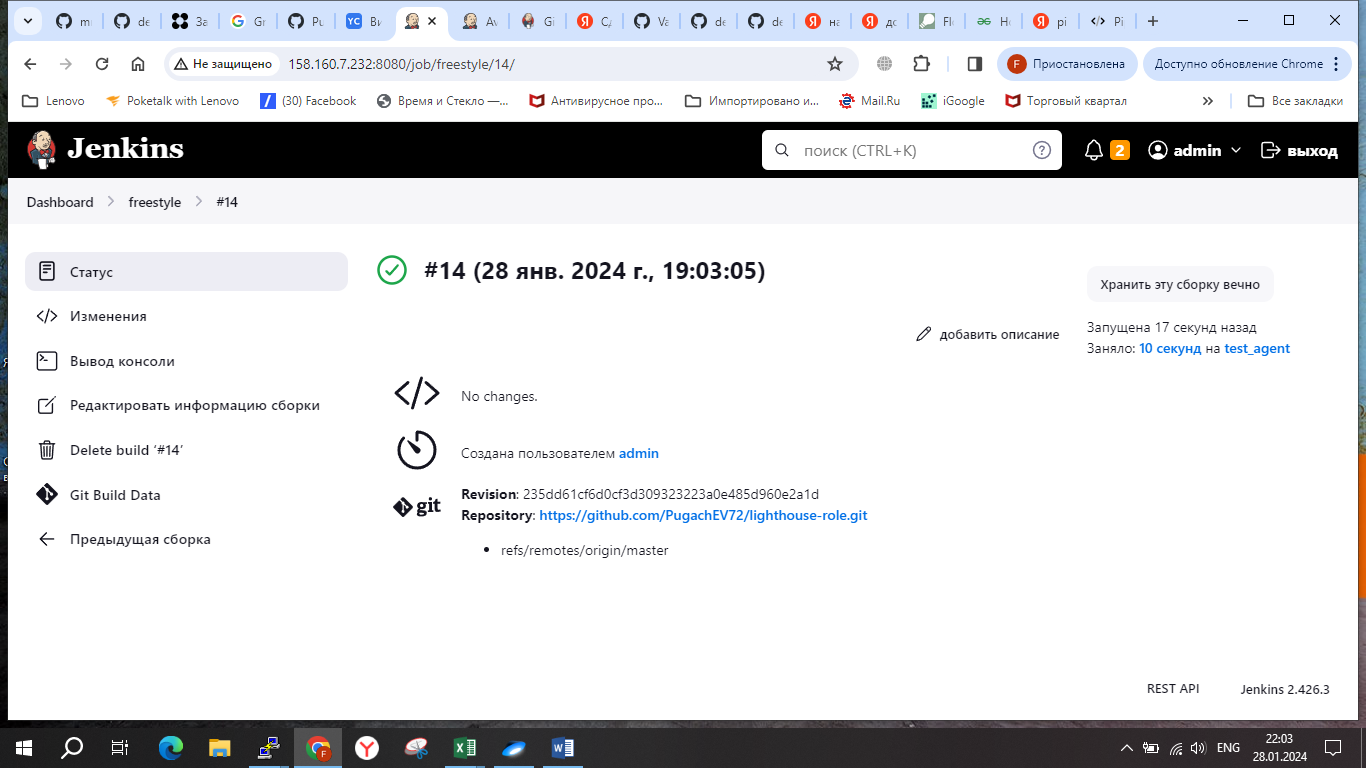 m
de
За
Gr
Pu
YC Ви
Av
Gi
Сд
Va
de
de
на
до
Fle
Ho
pi
Pi
Не защищено 158.160.7.232:8080/job/freestyle/14/
F Приостановлена
Доступно обновление Chrome
Lenovo
Poketalk with Lenovo
(30) Facebook
Время и Стекло —...
Антивирусное про...
Импортировано и...
Mail.Ru
iGoogle
Торговый квартал
Все закладки
Jenkins
поиск (CTRL+K)
2
admin
выход
Dashboard freestyle #14
Статус
Изменения
Вывод консоли
Редактировать информацию сборки
Delete build ‘#14’
Git Build Data
Предыдущая сборка
#14 (28 янв. 2024 г., 19:03:05)
Хранить эту сборку вечно
добавить описание
Запущена 17 секунд назад
Заняло: 10 секунд на test_agent
No changes.
Создана пользователем admin
git
Revision: 235dd61cf6d0cf3d309323223a0e485d960e2a1d
Repository: https://github.com/PugachEV72/lighthouse-role.git
refs/remotes/origin/master
REST API
Jenkins 2.426.3
ENG
22:03
28.01.2024